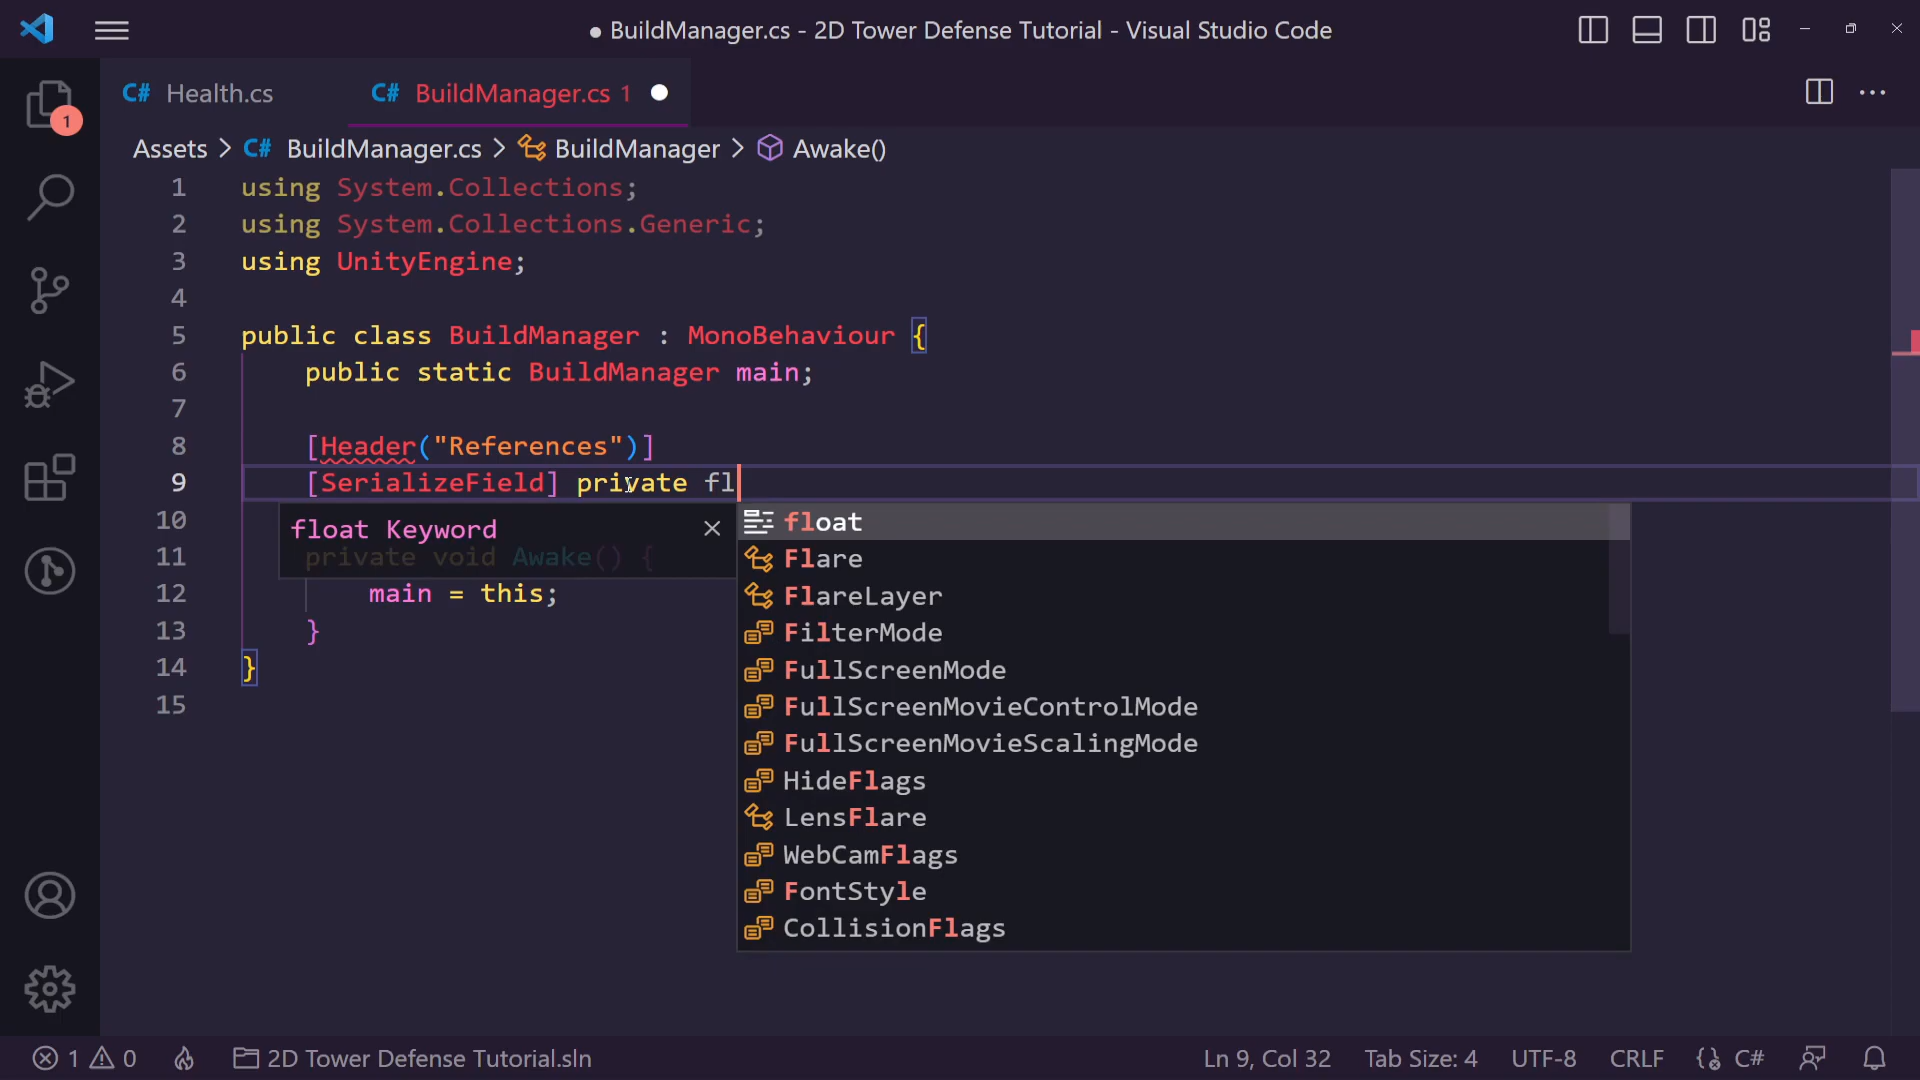 ● BuildManager.cs - 2D Tower Defense Tutorial - Visual Studio Code
1
C# Health.cs
C# BuildManager.cs 1
Assets > C# BuildManager.cs > BuildManager > Awake()
1 using System.Collections;
2 using System.Collections.Generic;
3 using UnityEngine;
4
5 public class BuildManager : MonoBehaviour {
6 public static BuildManager main;
7
8 [Header("References")]
9 [SerializeField] private fl
10
11 private void Awake() {
12 main = this;
13 }
14 }
15
float Keyword
float
Flare
FlareLayer
FilterMode
FullScreenMode
FullScreenMovieControlMode
FullScreenMovieScalingMode
HideFlags
LensFlare
WebCamFlags
FontStyle
CollisionFlags
1 0 2D Tower Defense Tutorial.sln Ln 9, Col 32 Tab Size: 4 UTF-8 CRLF C#